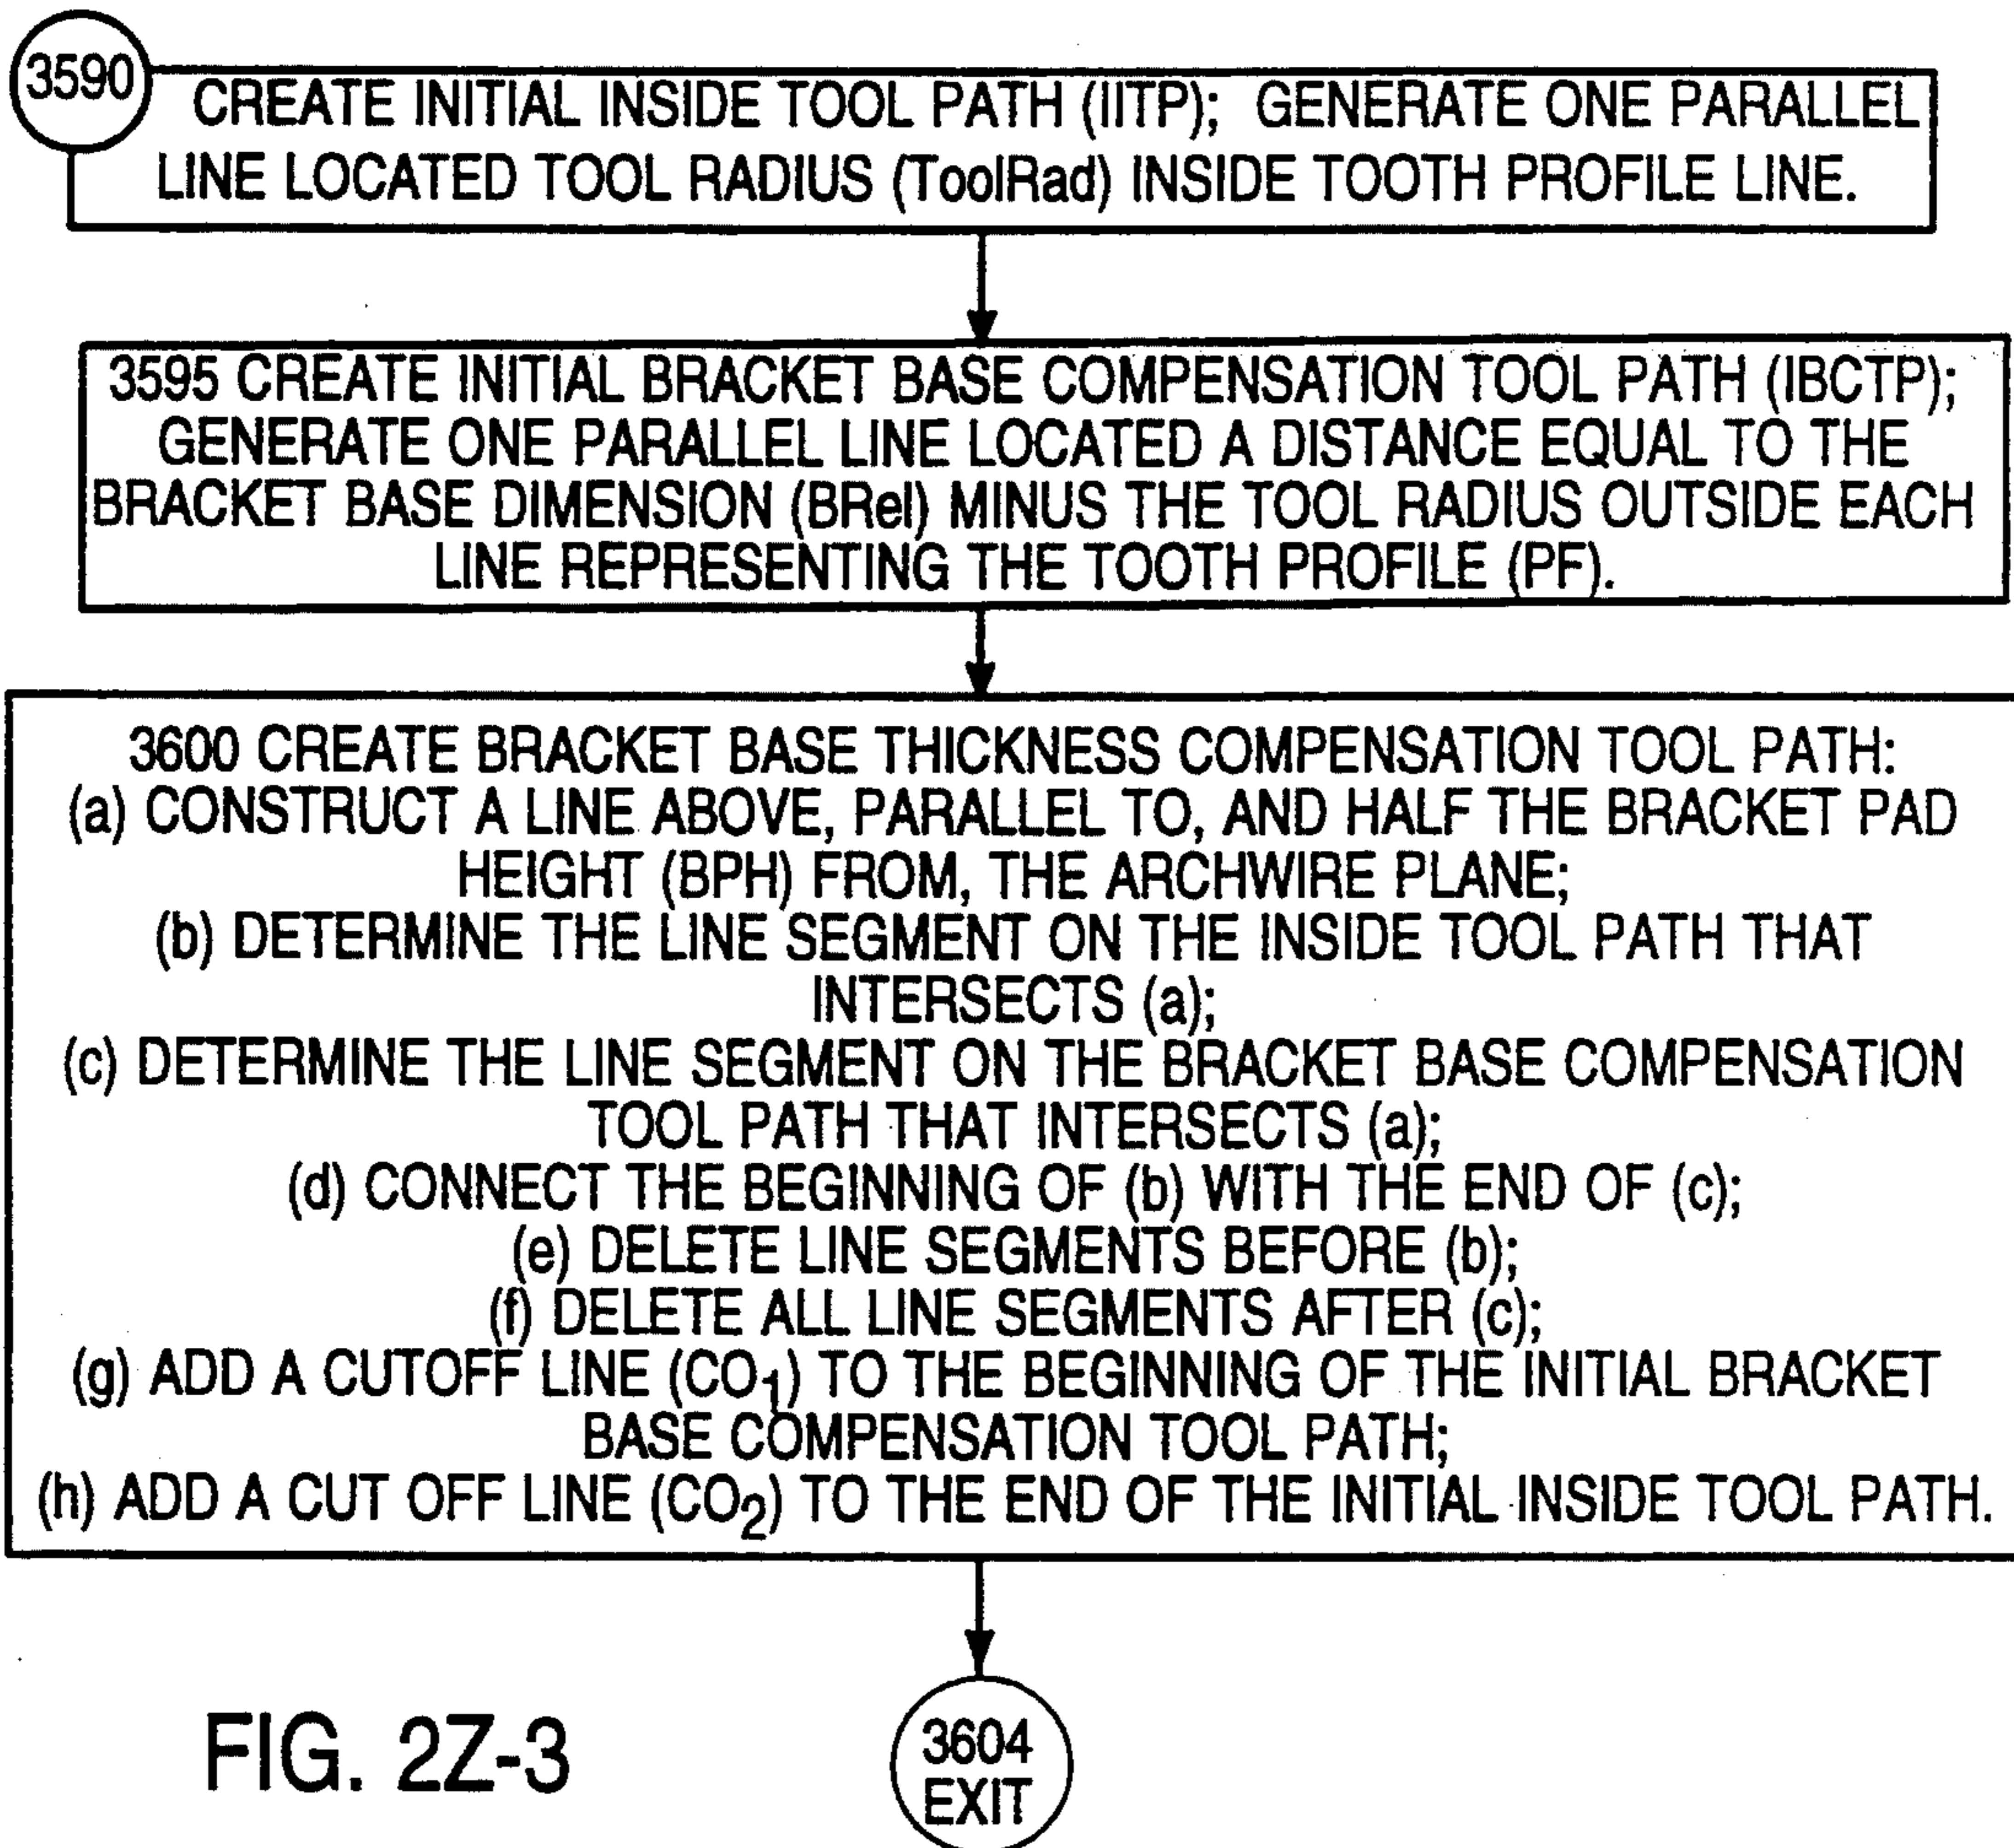 3590
CREATE INITIAL INSIDE TOOL PATH (IITP); GENERATE ONE PARALLEL
LINE LOCATED TOOL RADIUS (ToolRad) INSIDE TOOTH PROFILE LINE.
3595 CREATE INITIAL BRACKET BASE COMPENSATION TOOL PATH (IBCTP);
GENERATE ONE PARALLEL LINE LOCATED A DISTANCE EQUAL TO THE
BRACKET BASE DIMENSION (BRel) MINUS THE TOOL RADIUS OUTSIDE EACH
LINE REPRESENTING THE TOOTH PROFILE (PF).
3600 CREATE BRACKET BASE THICKNESS COMPENSATION TOOL PATH:
(a) CONSTRUCT A LINE ABOVE, PARALLEL TO, AND HALF THE BRACKET PAD
HEIGHT (BPH) FROM, THE ARCHWIRE PLANE;
(b) DETERMINE THE LINE SEGMENT ON THE INSIDE TOOL PATH THAT
INTERSECTS (a);
(c) DETERMINE THE LINE SEGMENT ON THE BRACKET BASE COMPENSATION
TOOL PATH THAT INTERSECTS (a);
(d) CONNECT THE BEGINNING OF (b) WITH THE END OF (c);
(e) DELETE LINE SEGMENTS BEFORE (b);
(f) DELETE ALL LINE SEGMENTS AFTER (c);
(g) ADD A CUTOFF LINE (CO₁) TO THE BEGINNING OF THE INITIAL BRACKET
BASE COMPENSATION TOOL PATH;
(h) ADD A CUT OFF LINE (CO₂) TO THE END OF THE INITIAL INSIDE TOOL PATH.
3604
EXIT
FIG. 2Z-3